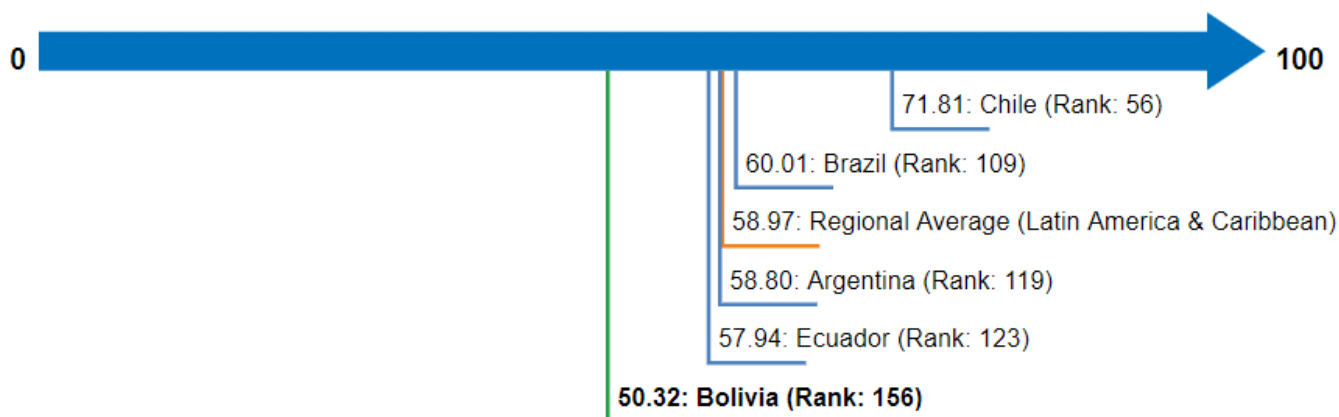 0
100
71.81: Chile (Rank: 56)
60.01: Brazil (Rank: 109)
58.97: Regional Average (Latin America & Caribbean)
58.80: Argentina (Rank: 119)
57.94: Ecuador (Rank: 123)
50.32: Bolivia (Rank: 156)